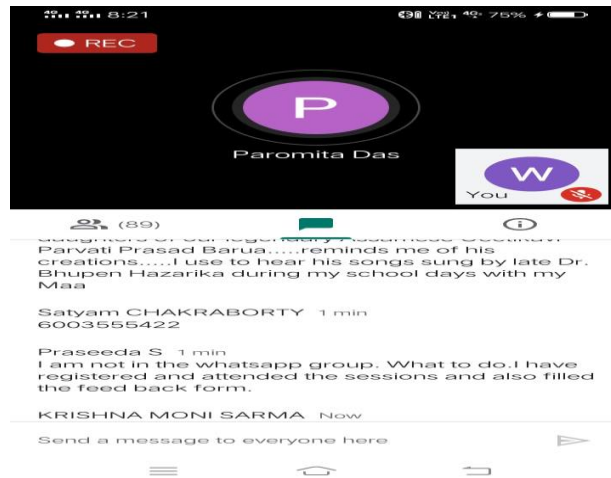 4G 4G 8:21 75%
REC
P
Paromita Das
W
You
(89)
daughters of our legendary Assamese Geetikavi
Parvati Prasad Barua.....reminds me of his
creations.....I use to hear his songs sung by late Dr.
Bhupen Hazarika during my school days with my
Maa
Satyam CHAKRABORTY 1 min
6003555422
Praseeda S 1 min
I am not in the whatsapp group. What to do.I have
registered and attended the sessions and also filled
the feed back form.
KRISHNA MONI SARMA Now
Send a message to everyone here